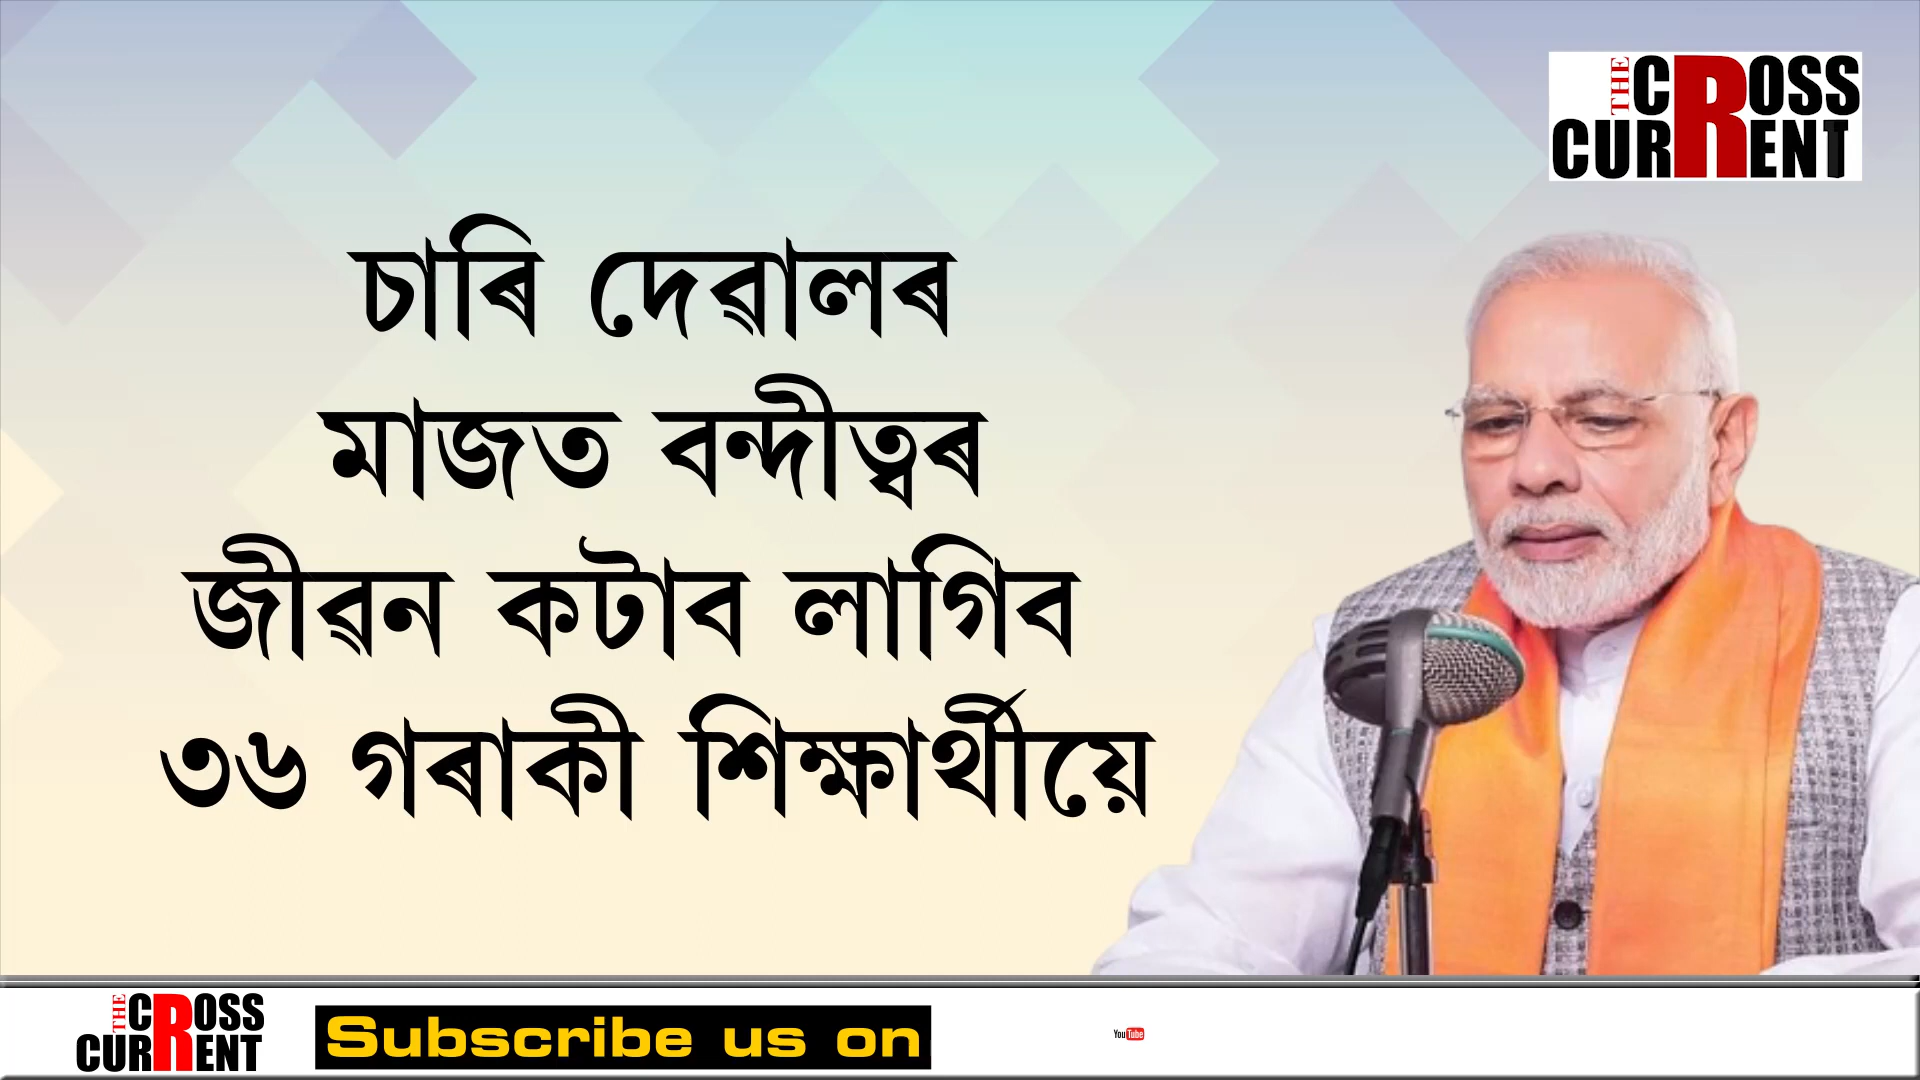 THE CROSS
CURRENT
চাৰি দেৱালৰ
মাজত বন্দীত্বৰ
জীৱন কটাব লাগিব
৩৬ গৰাকী শিক্ষাৰ্থীয়ে
THE CROSS
CURRENT
Subscribe us on
YouTube